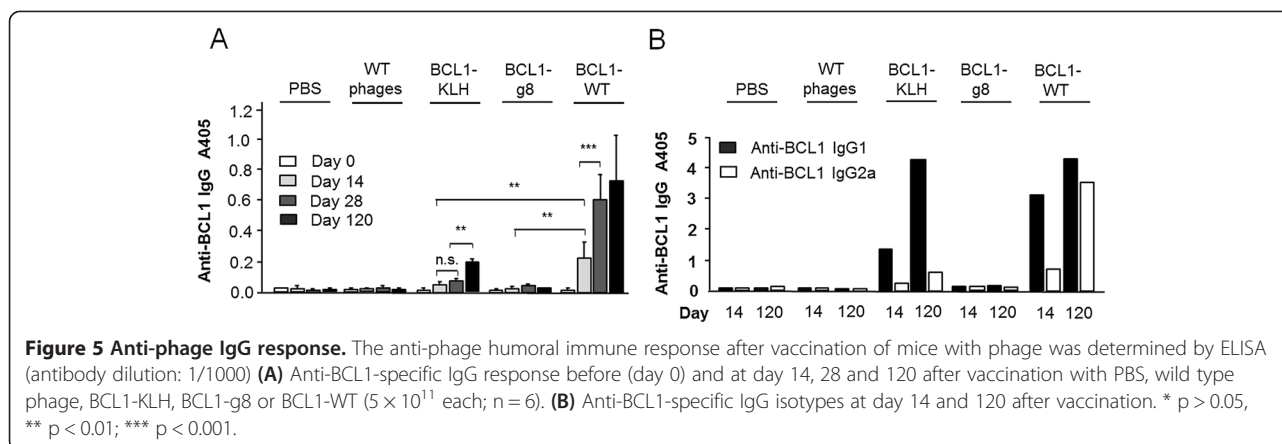 A
PBS
WT phages
BCL1-KLH
BCL1-g8
BCL1-WT
Anti-BCL1 IgG A405
1.2
1.0
0.8
0.6
0.4
0.2
0.0
Day 0
Day 14
Day 28
Day 120
n.s.
**
**
**
***
B
PBS
WT phages
BCL1-KLH
BCL1-g8
BCL1-WT
Anti-BCL1 IgG A405
5
4
3
2
1
0
Anti-BCL1 IgG1
Anti-BCL1 IgG2a
Day 14 120 14 120 14 120 14 120 14 120
Figure 5 Anti-phage IgG response. The anti-phage humoral immune response after vaccination of mice with phage was determined by ELISA
(antibody dilution: 1/1000) (A) Anti-BCL1-specific IgG response before (day 0) and at day 14, 28 and 120 after vaccination with PBS, wild type
phage, BCL1-KLH, BCL1-g8 or BCL1-WT (5 × 10¹¹ each; n = 6). (B) Anti-BCL1-specific IgG isotypes at day 14 and 120 after vaccination. * p > 0.05,
** p < 0.01; *** p < 0.001.